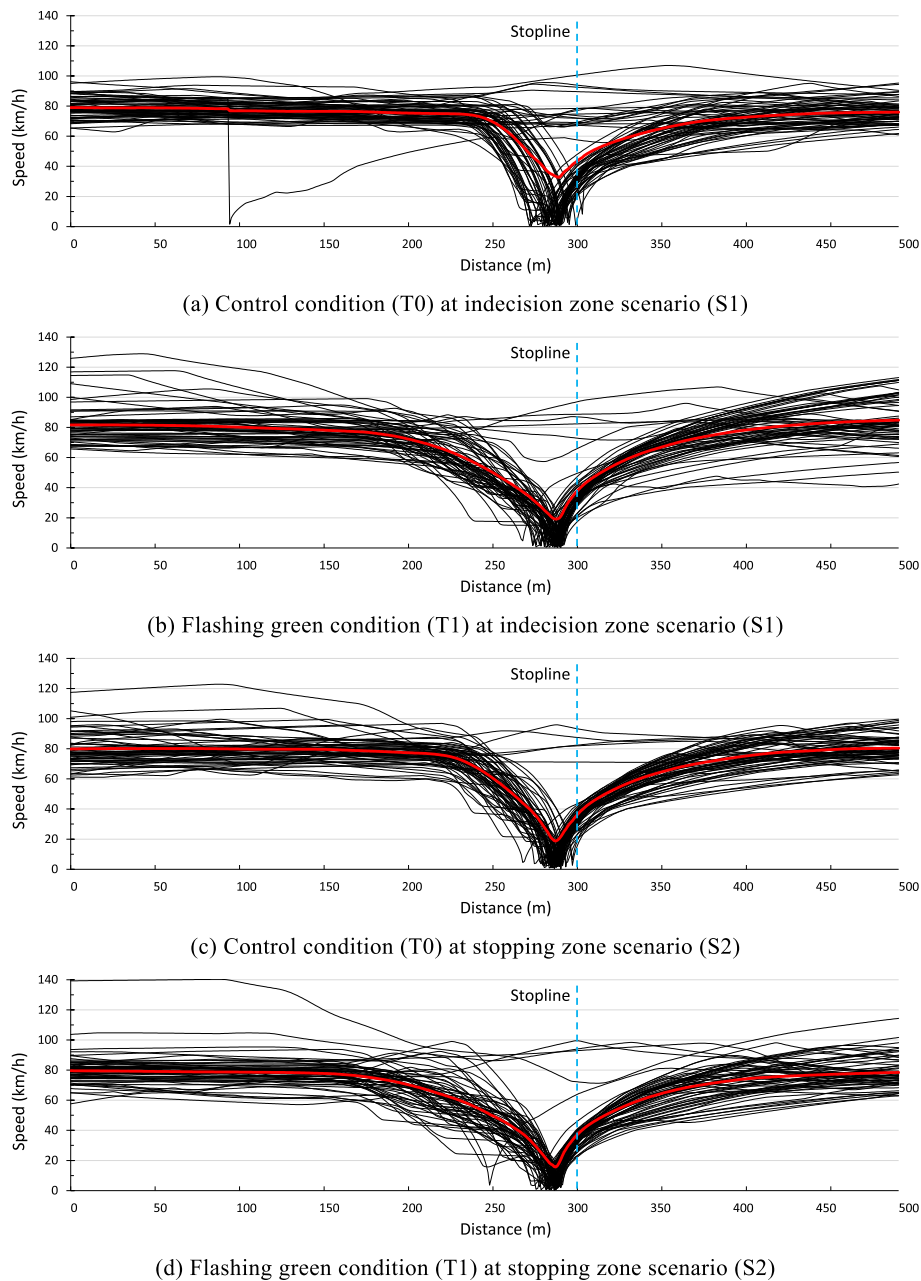 140
120
100
80
60
40
20
0
Speed (km/h)
Stopline
0 50 100 150 200 250 300 350 400 450 500
Distance (m)
(a) Control condition (T0) at indecision zone scenario (S1)
140
120
100
80
60
40
20
0
Speed (km/h)
Stopline
0 50 100 150 200 250 300 350 400 450 500
Distance (m)
(b) Flashing green condition (T1) at indecision zone scenario (S1)
140
120
100
80
60
40
20
0
Speed (km/h)
Stopline
0 50 100 150 200 250 300 350 400 450 500
Distance (m)
(c) Control condition (T0) at stopping zone scenario (S2)
140
120
100
80
60
40
20
0
Speed (km/h)
Stopline
0 50 100 150 200 250 300 350 400 450 500
Distance (m)
(d) Flashing green condition (T1) at stopping zone scenario (S2)